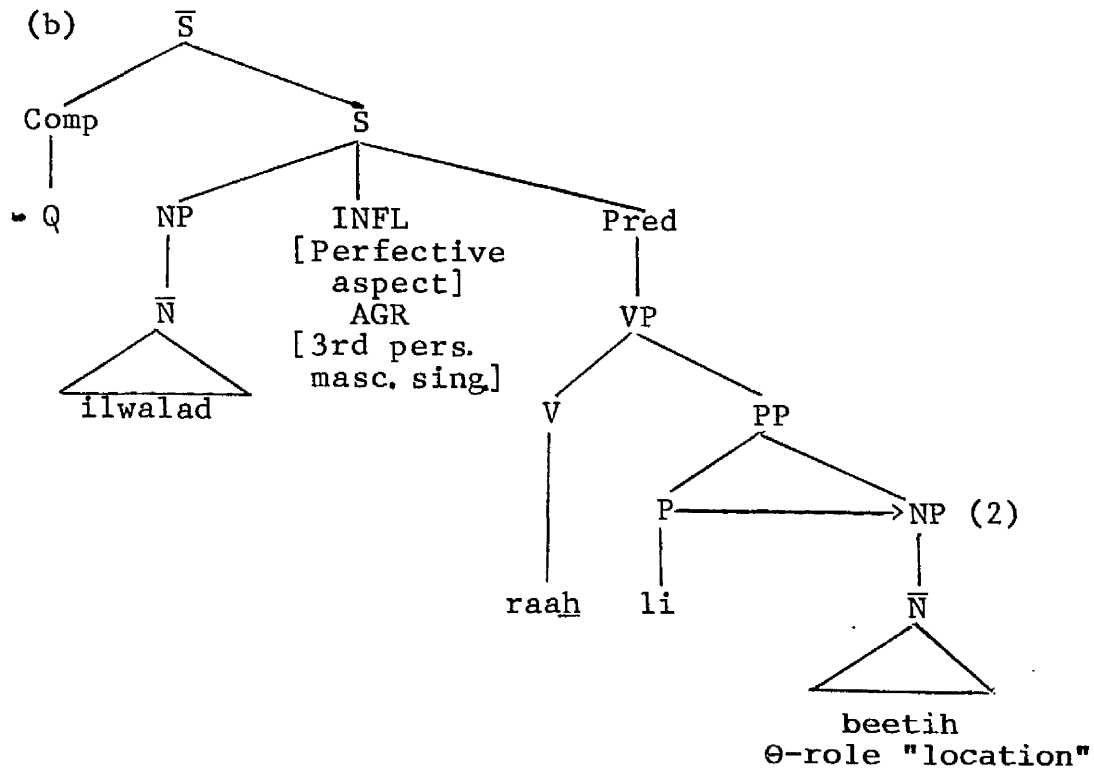 (b) S̅
Comp S
- Q NP INFL Pred
[Perfective
aspect]
N̅ AGR VP
[3rd pers.
masc. sing.]
ilwalad
V PP
P NP (2)
raaẖ li N̅
beetih
Θ-role "location"